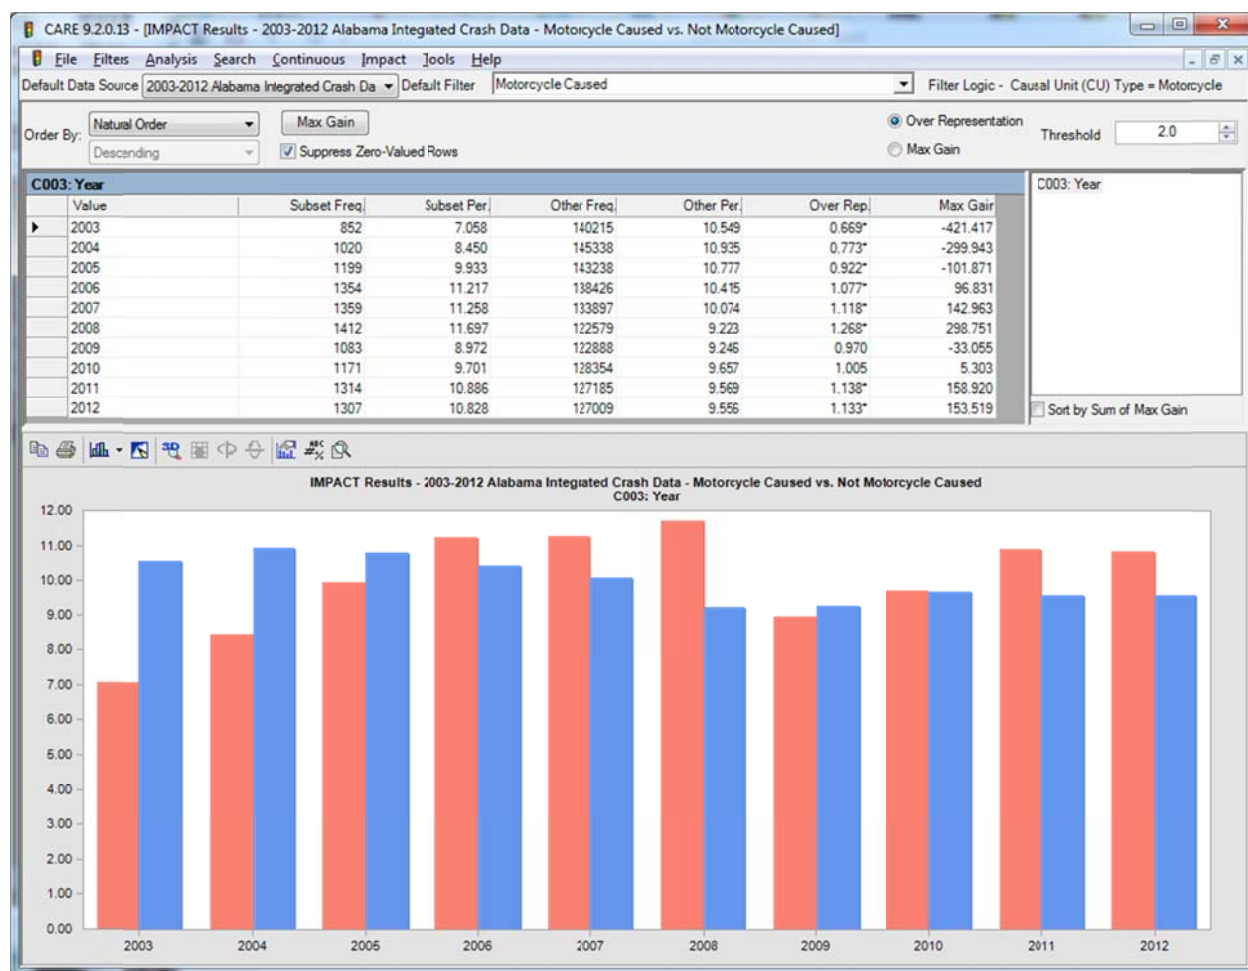 CARE 9.2.0.13 - [IMPACT Results - 2003-2012 Alabama Integrated Crash Data - Motorcycle Caused vs. Not Motorcycle Caused]
File Filters Analysis Search Continuous Impact Tools Help
Default Data Source 2003-2012 Alabama Integrated Crash Da Default Filter Motorcycle Caused Filter Logic - Causal Unit (CU) Type = Motorcycle
Order By: Natural Order Max Gain Over Representation Threshold 2.0
Descending Suppress Zero-Valued Rows Max Gain
C003: Year C003: Year
Value Subset Freq. Subset Per. Other Freq. Other Per. Over Rep. Max Gain
2003 852 7.058 140215 10.549 0.669* -421.417
2004 1020 8.450 145338 10.935 0.773* -299.943
2005 1199 9.933 143238 10.777 0.922* -101.871
2006 1354 11.217 138426 10.415 1.077* 96.831
2007 1359 11.258 133897 10.074 1.118* 142.963
2008 1412 11.697 122579 9.223 1.268* 298.751
2009 1083 8.972 122888 9.246 0.970 -33.055
2010 1171 9.701 128354 9.657 1.005 5.303
2011 1314 10.886 127185 9.569 1.138* 158.920
2012 1307 10.828 127009 9.556 1.133* 153.519
Sort by Sum of Max Gain
3D ABC #%
IMPACT Results - 2003-2012 Alabama Integrated Crash Data - Motorcycle Caused vs. Not Motorcycle Caused
C003: Year
12.00
11.00
10.00
9.00
8.00
7.00
6.00
5.00
4.00
3.00
2.00
1.00
0.00
2003 2004 2005 2006 2007 2008 2009 2010 2011 2012